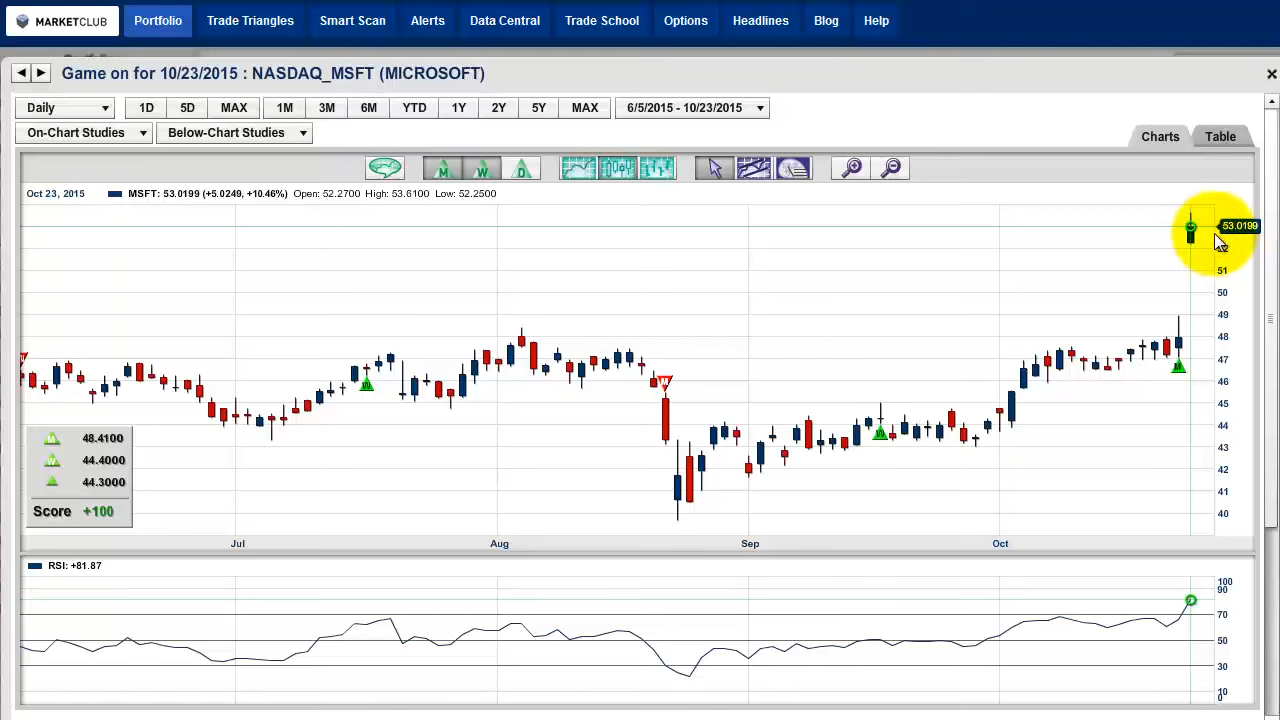 MARKETCLUB Portfolio Trade Triangles Smart Scan Alerts Data Central Trade School Options Headlines Blog Help
Game on for 10/23/2015 : NASDAQ_MSFT (MICROSOFT)
Daily 1D 5D MAX 1M 3M 6M YTD 1Y 2Y 5Y MAX 6/5/2015 - 10/23/2015
On-Chart Studies Below-Chart Studies Charts Table
M W D
Oct 23, 2015 MSFT: 53.0199 (+5.0249, +10.46%) Open: 52.2700 High: 53.6100 Low: 52.2500
53.0199
51
50
49
48
47
W
46
W
M
45
44
W
43
42
41
40
M 48.4100
W 44.4000
44.3000
Score +100
Jul Aug Sep Oct
RSI: +81.87
100
90
70
50
30
10
0